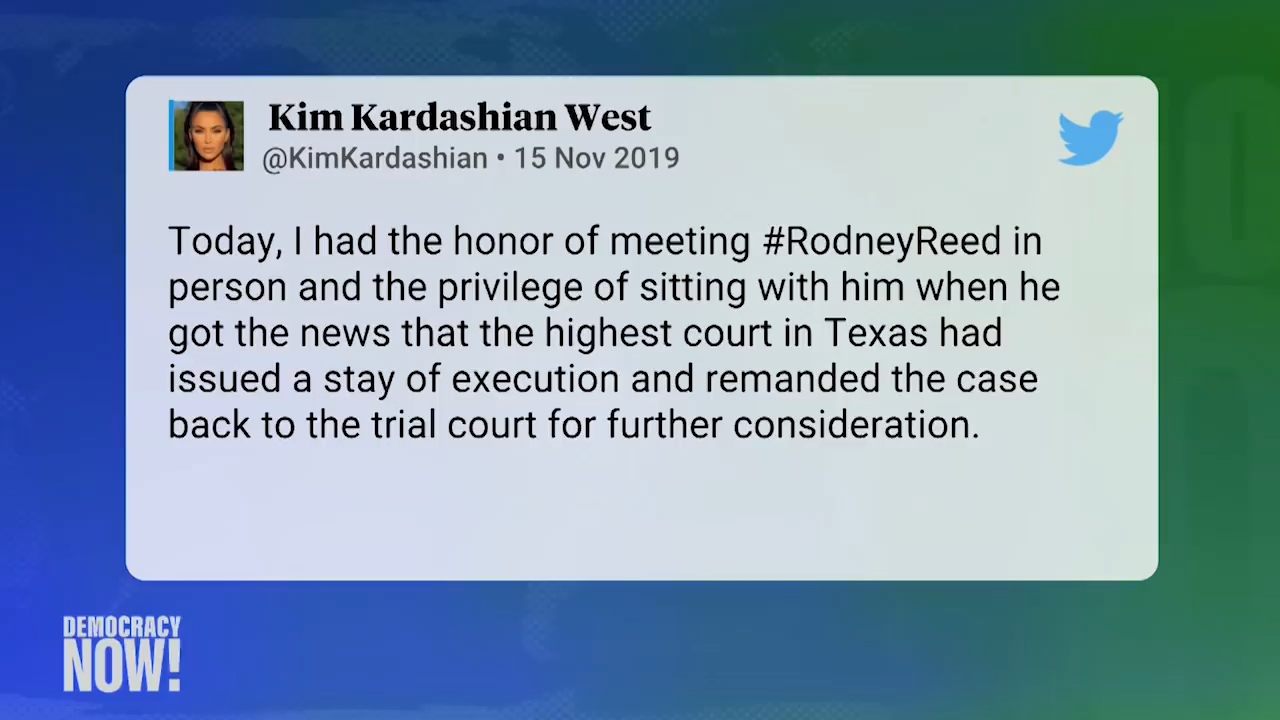 Kim Kardashian West
@KimKardashian • 15 Nov 2019
Today, I had the honor of meeting #RodneyReed in
person and the privilege of sitting with him when he
got the news that the highest court in Texas had
issued a stay of execution and remanded the case
back to the trial court for further consideration.
DEMOCRACY
NOW!